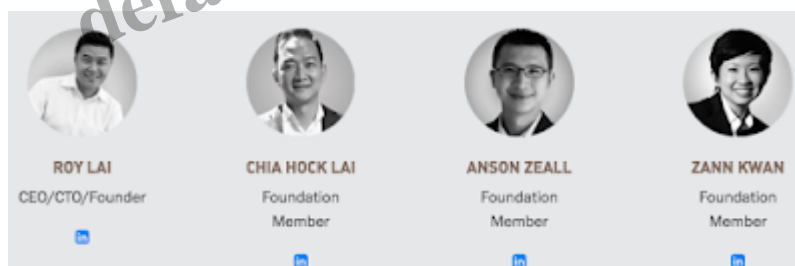 ROY LAI
CEO/CTO/Founder
in
CHIA HOCK LAI
Foundation
Member
in
ANSON ZEALL
Foundation
Member
in
ZANN KWAN
Foundation
Member
in